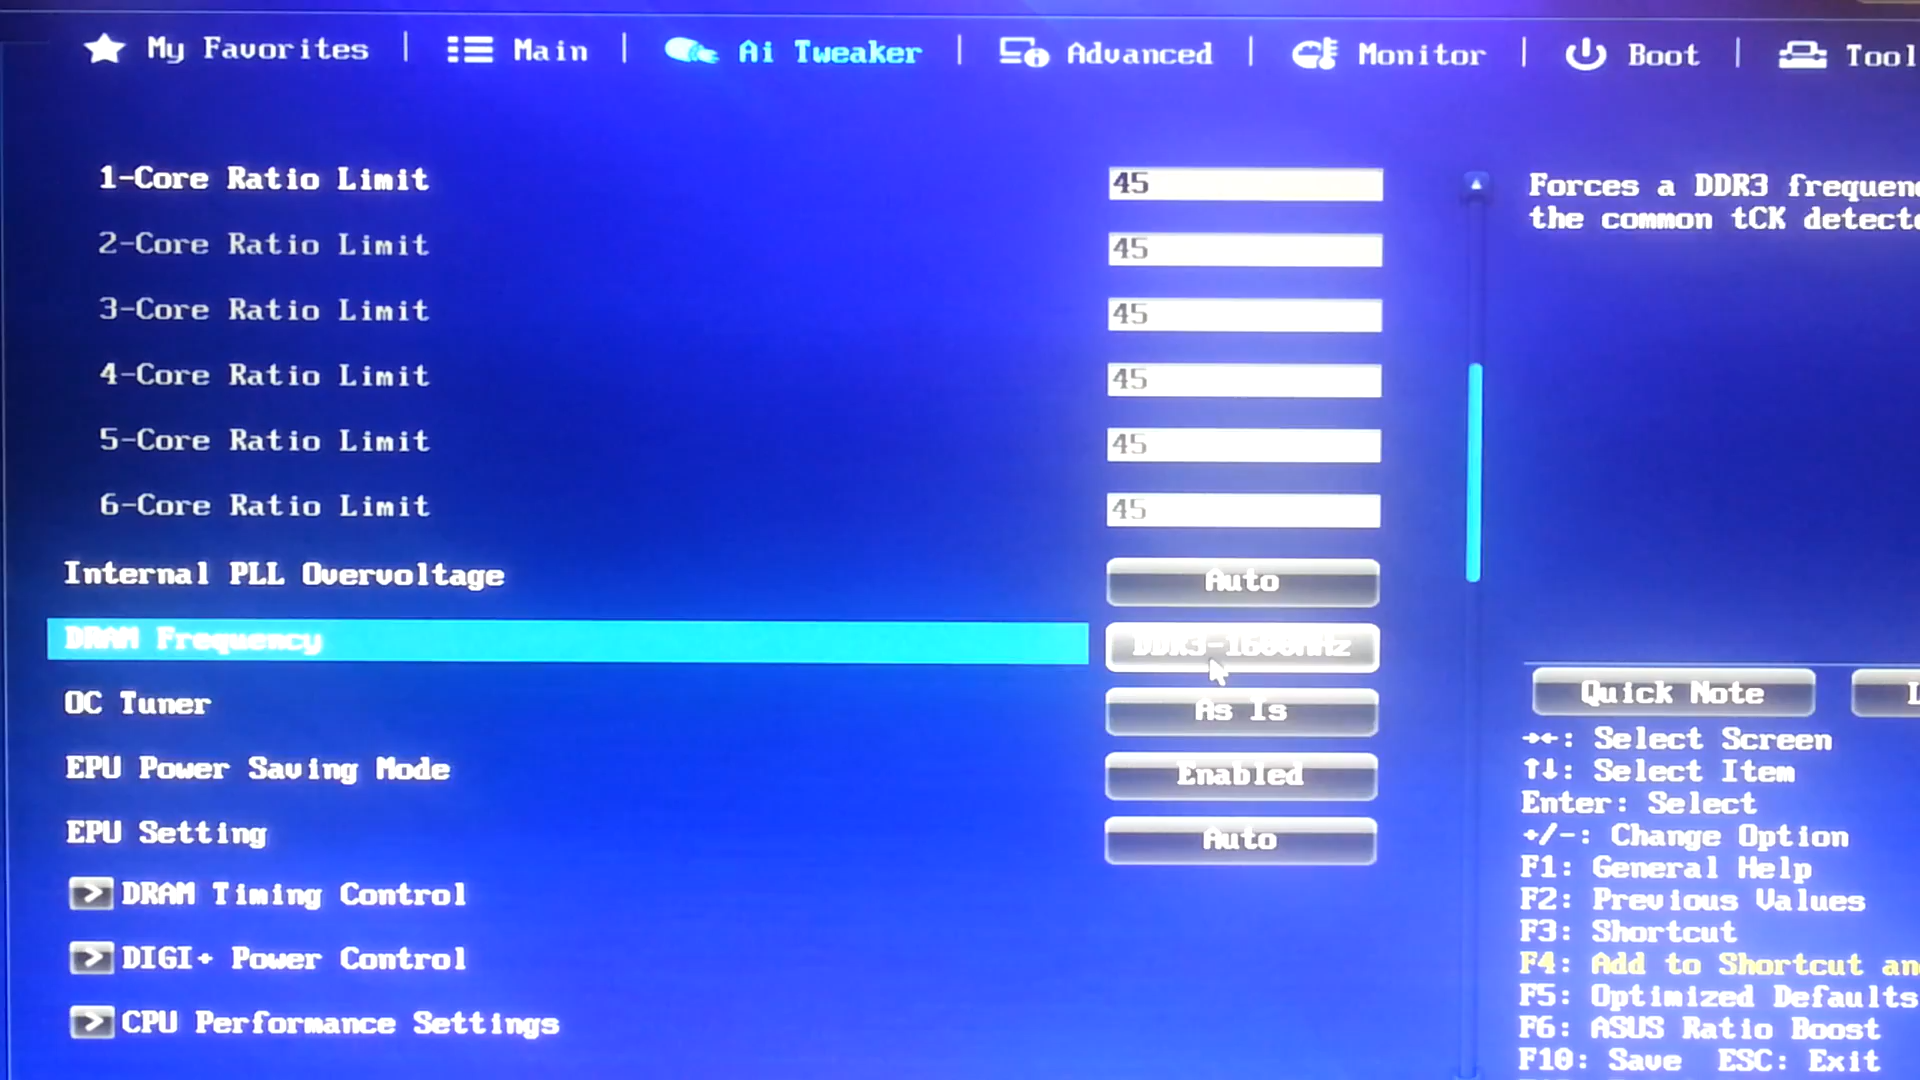 My Favorites | Main | Ai Tweaker | Advanced | Monitor | Boot | Tool
1-Core Ratio Limit 45
2-Core Ratio Limit 45
3-Core Ratio Limit 45
4-Core Ratio Limit 45
5-Core Ratio Limit 45
6-Core Ratio Limit 45
Internal PLL Overvoltage Auto
DRAM Frequency DDR3-1600MHz
OC Tuner As Is
EPU Power Saving Mode Enabled
EPU Setting Auto
> DRAM Timing Control
> DIGI+ Power Control
> CPU Performance Settings
Forces a DDR3 frequenc
the common tCK detecte
Quick Note
→←: Select Screen
↑↓: Select Item
Enter: Select
+/-: Change Option
F1: General Help
F2: Previous Values
F3: Shortcut
F4: Add to Shortcut an
F5: Optimized Defaults
F6: ASUS Ratio Boost
F10: Save ESC: Exit